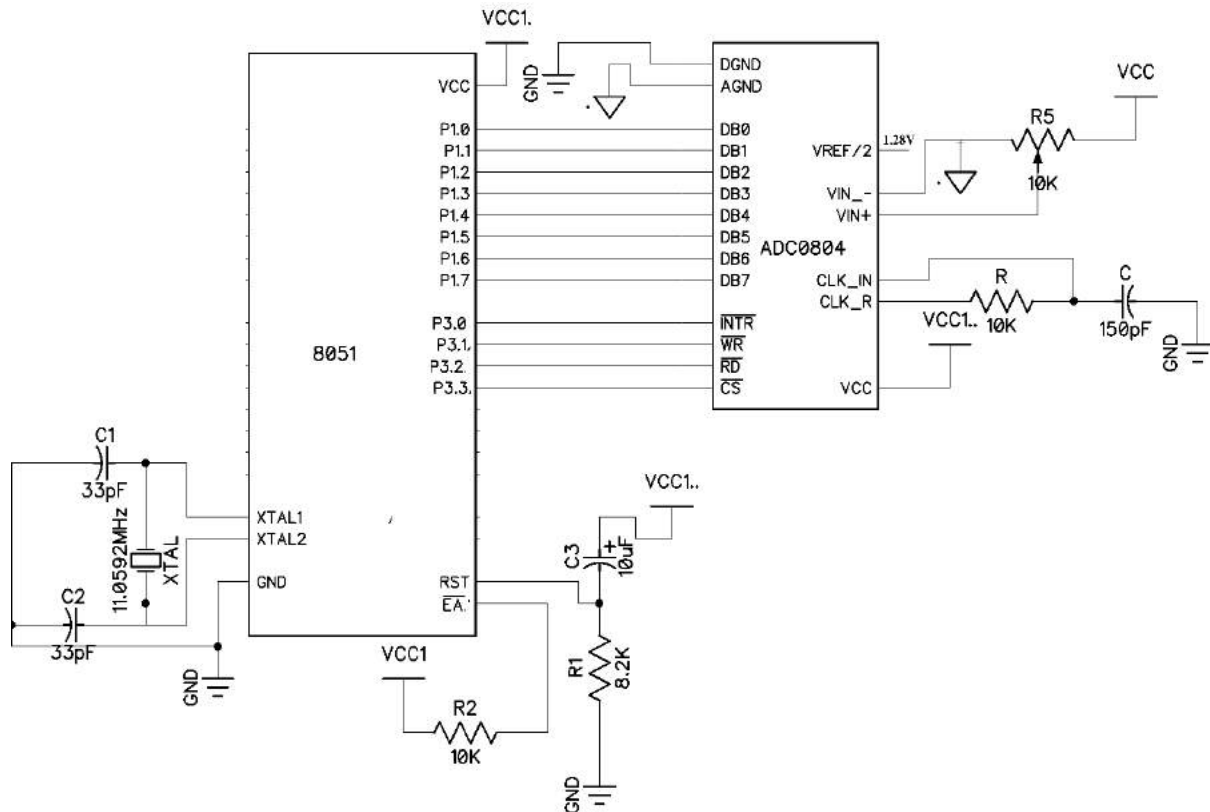 VCC1.
VCC
P1.0
P1.1
P1.2
P1.3
P1.4
P1.5
P1.6
P1.7
P3.0
P3.1.
P3.2.
P3.3.
8051
XTAL1
XTAL2
GND
RST
EA.
C1
33pF
11.0592MHz
XTAL
C2
33pF
GND
VCC1
R2
10K
C3
+
10uF
VCC1..
R1
8.2K
GND
GND
DGND
AGND
DB0
DB1
DB2
DB3
DB4
DB5
DB6
DB7
INTR
WR
RD
CS
ADC0804
VREF/2
1.28V
VIN_-
VIN+
CLK_IN
CLK_R
VCC
VCC
R5
10K
R
10K
C
150pF
VCC1..
GND